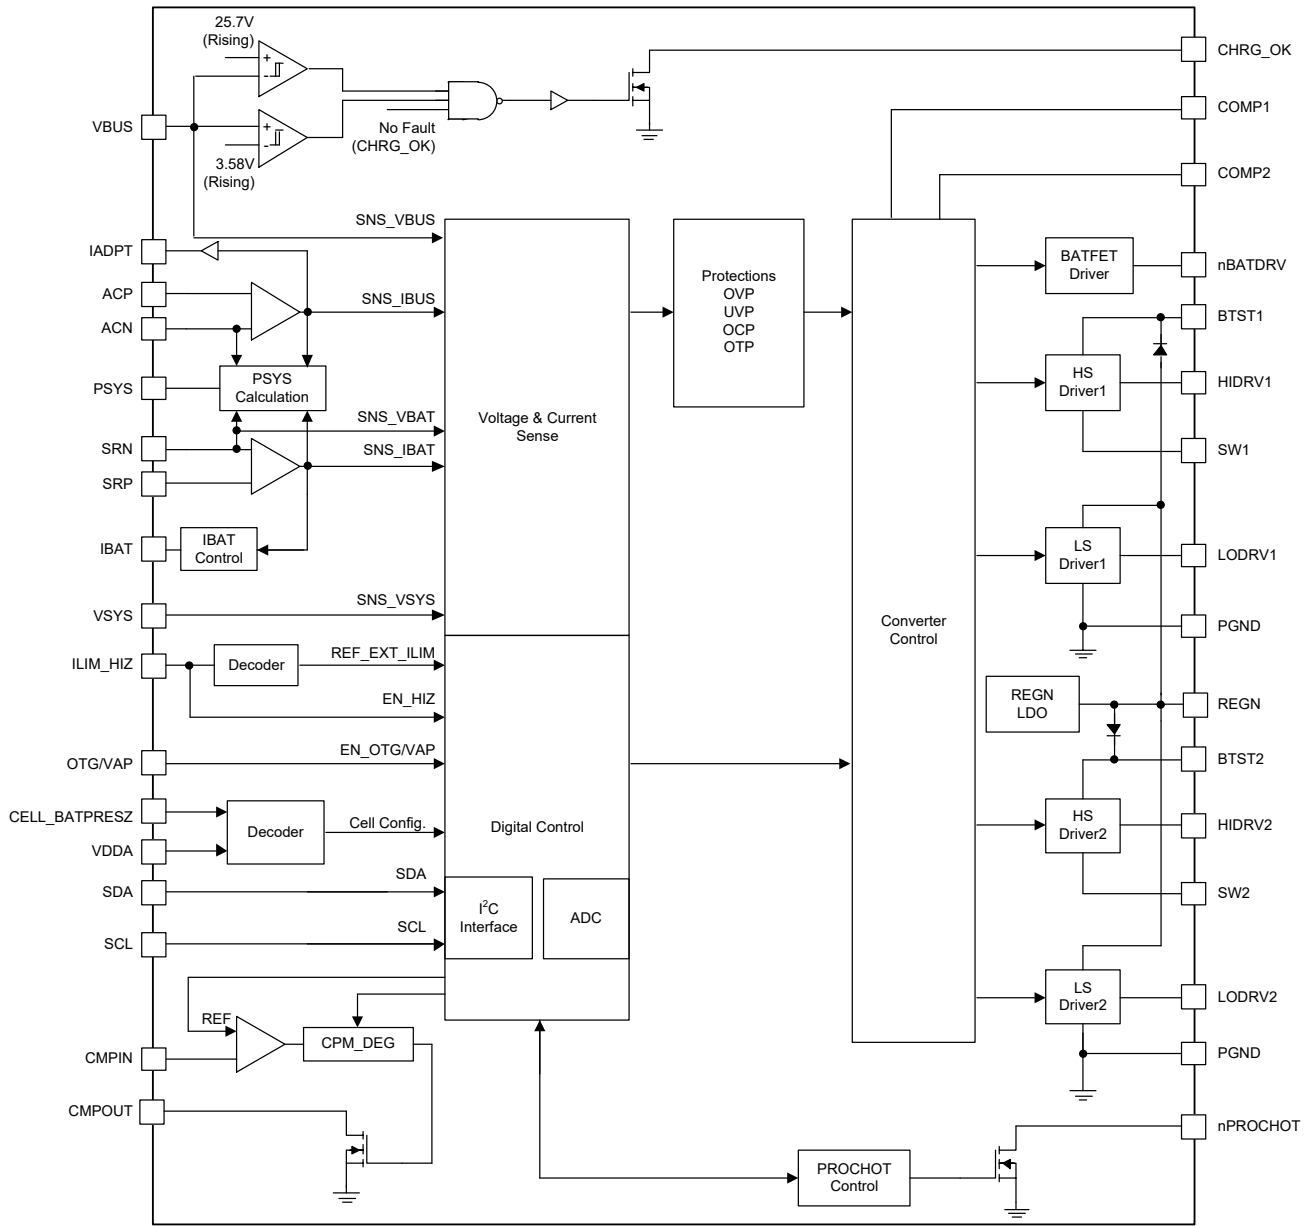 25.7V
(Rising)
+
-
VBUS
+
-
3.58V
(Rising)
No Fault
(CHRG_OK)
CHRG_OK
COMP1
COMP2
IADPT
ACP
ACN
PSYS
SRN
SRP
IBAT
VSYS
ILIM_HIZ
OTG/VAP
CELL_BATPRESZ
VDDA
SDA
SCL
CMPIN
CMPOUT
PSYS
Calculation
IBAT
Control
Decoder
Decoder
REF
CPM_DEG
SNS_VBUS
SNS_IBUS
SNS_VBAT
SNS_IBAT
SNS_VSYS
REF_EXT_ILIM
EN_HIZ
EN_OTG/VAP
Cell Config.
SDA
SCL
Voltage & Current
Sense
Digital Control
I2C
Interface
ADC
Protections
OVP
UVP
OCP
OTP
Converter
Control
PROCHOT
Control
BATFET
Driver
HS
Driver1
LS
Driver1
REGN
LDO
HS
Driver2
LS
Driver2
nBATDRV
BTST1
HIDRV1
SW1
LODRV1
PGND
REGN
BTST2
HIDRV2
SW2
LODRV2
PGND
nPROCHOT